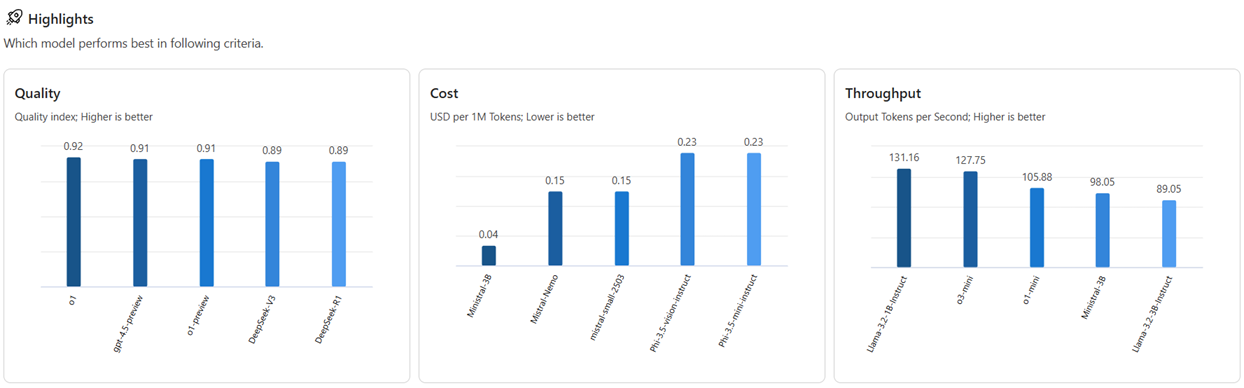 Highlights
Which model performs best in following criteria.
Quality
Quality index; Higher is better
0.92
0.91
0.91
0.89
0.89
o1
gpt-4.5-preview
o1-preview
DeepSeek-V3
DeepSeek-R1
Cost
USD per 1M Tokens; Lower is better
0.04
0.15
0.15
0.23
0.23
Ministral-3B
Mistral-Nemo
mistral-small-2503
Phi-3.5-vision-instruct
Phi-3.5-mini-instruct
Throughput
Output Tokens per Second; Higher is better
131.16
127.75
105.88
98.05
89.05
Llama-3.2-1B-Instruct
o3-mini
o1-mini
Ministral-3B
Llama-3.2-3B-Instruct